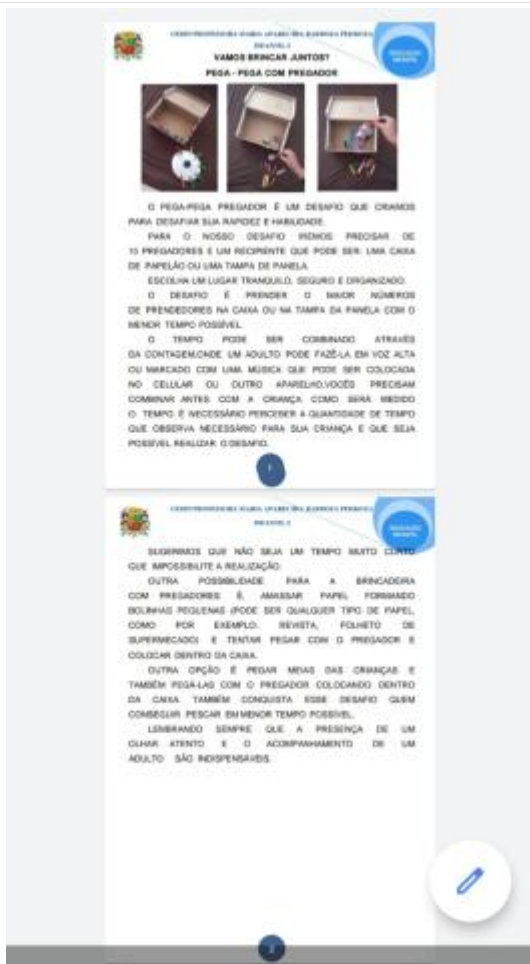 VAMOS BRINCAR JUNTOS?
PEGA - PEGA COM PREGADOR
O PEGA-PEGA PREGADOR É UM DESAFIO QUE CRIAMOS
PARA DESAFIAR SUA RAPIDEZ E HABILIDADE.
PARA O NOSSO DESAFIO IREMOS PRECISAR DE
10 PREGADORES E UM RECIPIENTE QUE PODE SER: UMA CAIXA
DE PAPELÃO OU UMA TAMPA DE PANELA.
ESCOLHA UM LUGAR TRANQUILO, SEGURO E ORGANIZADO.
O DESAFIO É PRENDER O MAIOR NÚMEROS
DE PRENDEDORES NA CAIXA OU NA TAMPA DA PANELA COM O
MENOR TEMPO POSSÍVEL.
O TEMPO PODE SER COMBINADO ATRAVÉS
DA CONTAGEM,ONDE UM ADULTO PODE FAZÊ-LA EM VOZ ALTA
OU MARCADO COM UMA MÚSICA QUE PODE SER COLOCADA
NO CELULAR OU OUTRO APARELHO.VOCÊS PRECISAM
COMBINAR ANTES COM A CRIANÇA COMO SERÁ MEDIDO
O TEMPO. É NECESSÁRIO PERCEBER A QUANTIDADE DE TEMPO
QUE OBSERVA NECESSÁRIO PARA SUA CRIANÇA E QUE SEJA
POSSÍVEL REALIZAR O DESAFIO.
1
SUGERIMOS QUE NÃO SEJA UM TEMPO MUITO CURTO
QUE IMPOSSIBILITE A REALIZAÇÃO.
OUTRA POSSIBILIDADE PARA A BRINCADEIRA
COM PREGADORES É, AMASSAR PAPEL FORMANDO
BOLINHAS PEQUENAS (PODE SER QUALQUER TIPO DE PAPEL,
COMO POR EXEMPLO, REVISTA, FOLHETO DE
SUPERMECADO) E TENTAR PEGAR COM O PREGADOR E
COLOCAR DENTRO DA CAIXA.
OUTRA OPÇÃO É PEGAR MEIAS DAS CRIANÇAS E
TAMBÉM PEGÁ-LAS COM O PREGADOR COLOCANDO DENTRO
DA CAIXA. TAMBÉM CONQUISTA ESSE DESAFIO QUEM
CONSEGUIR PESCAR EM MENOR TEMPO POSSÍVEL.
LEMBRANDO SEMPRE QUE A PRESENÇA DE UM
OLHAR ATENTO E O ACOMPANHAMENTO DE UM
ADULTO SÃO INDISPENSÁVEIS.
2